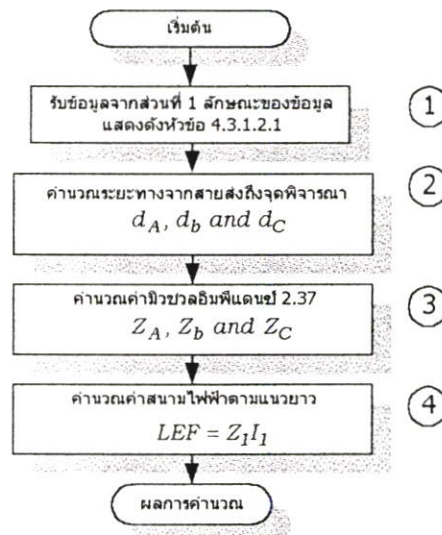 เริ่มต้น
รับข้อมูลจากส่วนที่ 1 ลักษณะของข้อมูล
แสดงดังหัวข้อ 4.3.1.2.1
1
คำนวณระยะทางจากสายส่งถึงจุดพิจารณา
d_A, d_b and d_C
2
คำนวณค่ามิวชวลอิมพีแดนซ์ 2.37
Z_A, Z_b and Z_C
3
คำนวณค่าสนามไฟฟ้าตามแนวยาว
LEF = Z_1I_1
4
ผลการคำนวณ